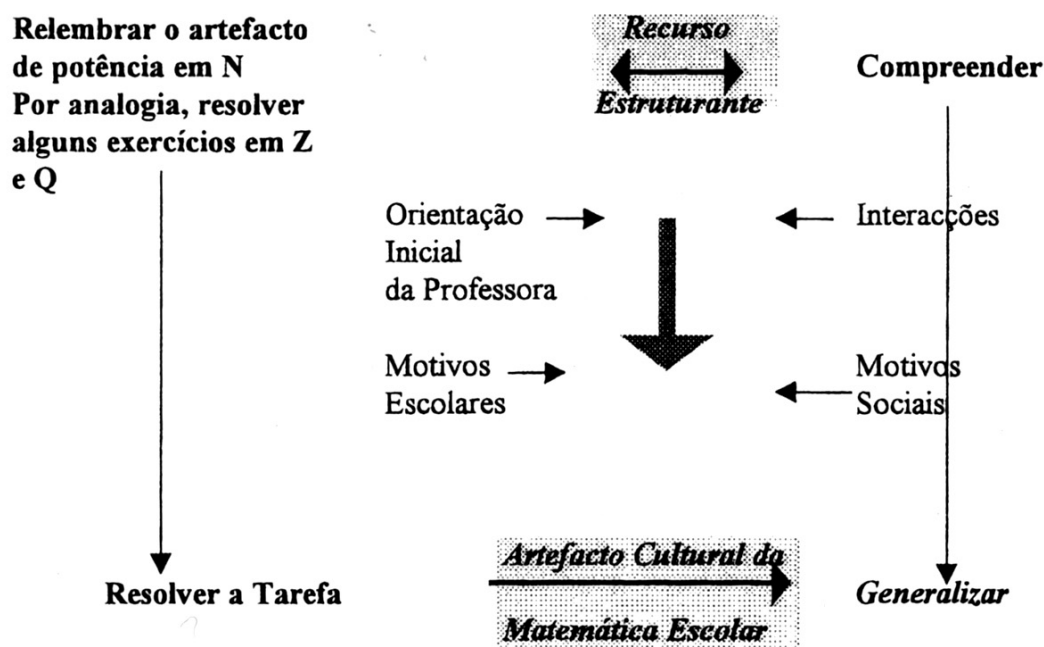 Relembrar o artefacto
de potência em N
Por analogia, resolver
alguns exercícios em Z
e Q
Recurso
Estruturante
Compreender
Orientação
Inicial
da Professora
Interacções
Motivos
Escolares
Motivos
Sociais
Resolver a Tarefa
Artefacto Cultural da
Matemática Escolar
Generalizar